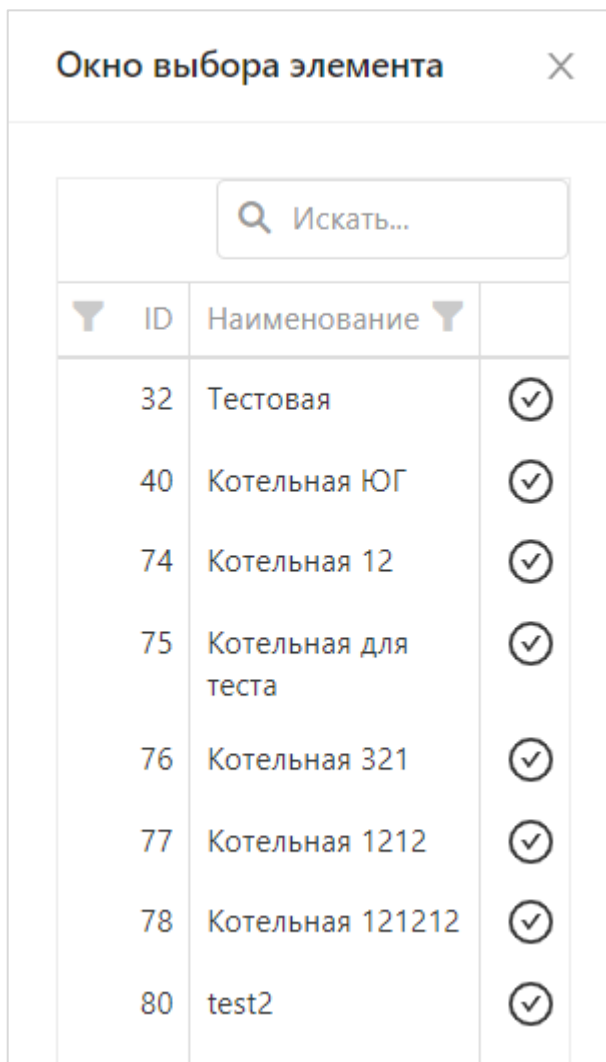 Окно выбора элемента
Искать...
ID Наименование
32 Тестовая
40 Котельная ЮГ
74 Котельная 12
75 Котельная для
теста
76 Котельная 321
77 Котельная 1212
78 Котельная 121212
80 test2